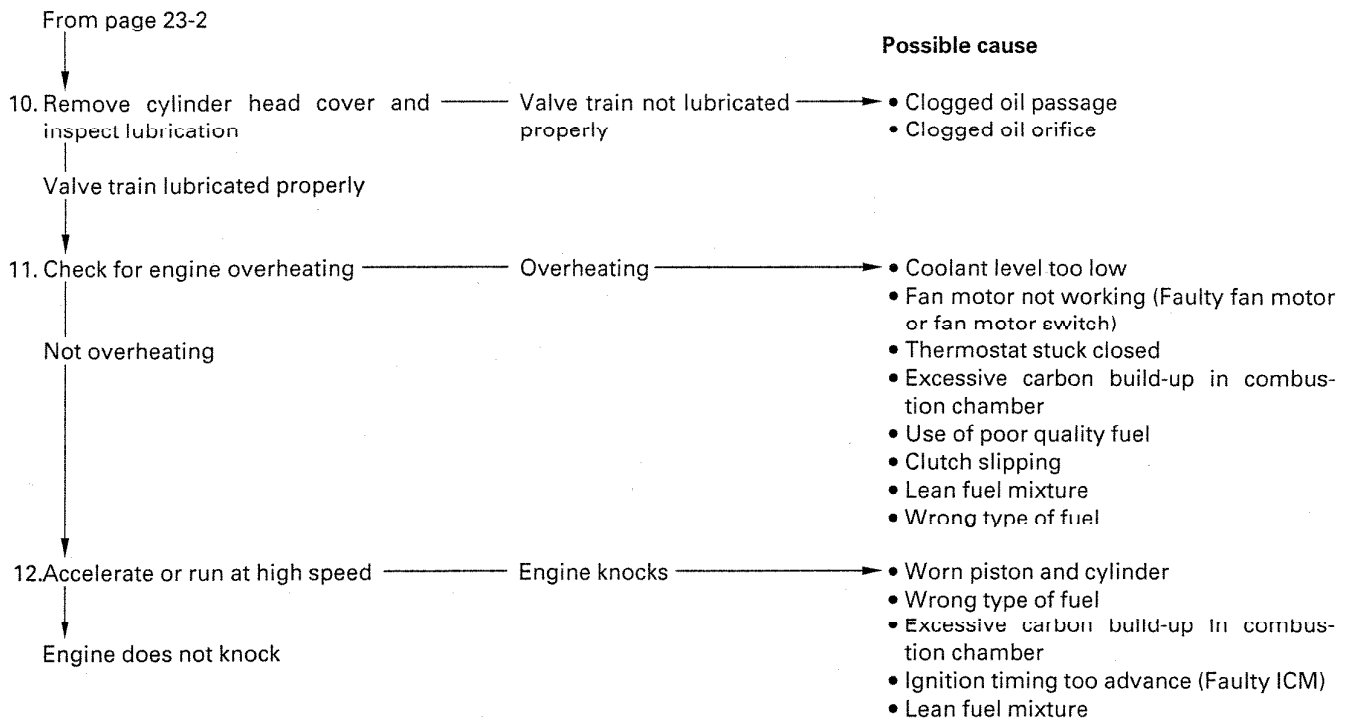 From page 23-2
Possible cause
10. Remove cylinder head cover and
inspect lubrication
Valve train not lubricated
properly
• Clogged oil passage
• Clogged oil orifice
Valve train lubricated properly
11. Check for engine overheating
Overheating
• Coolant level too low
• Fan motor not working (Faulty fan motor
or fan motor switch)
• Thermostat stuck closed
• Excessive carbon build-up in combus-
tion chamber
• Use of poor quality fuel
• Clutch slipping
• Lean fuel mixture
• Wrong type of fuel
Not overheating
12.Accelerate or run at high speed
Engine knocks
• Worn piston and cylinder
• Wrong type of fuel
• Excessive carbon build-up in combus-
tion chamber
• Ignition timing too advance (Faulty ICM)
• Lean fuel mixture
Engine does not knock